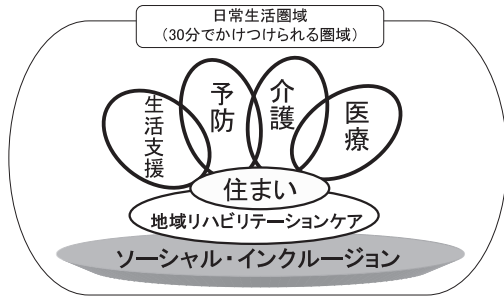 日常生活圏域
（30分でかけつけられる圏域）
生活支援
予防
介護
医療
住まい
地域リハビリテーションケア
ソーシャル・インクルージョン